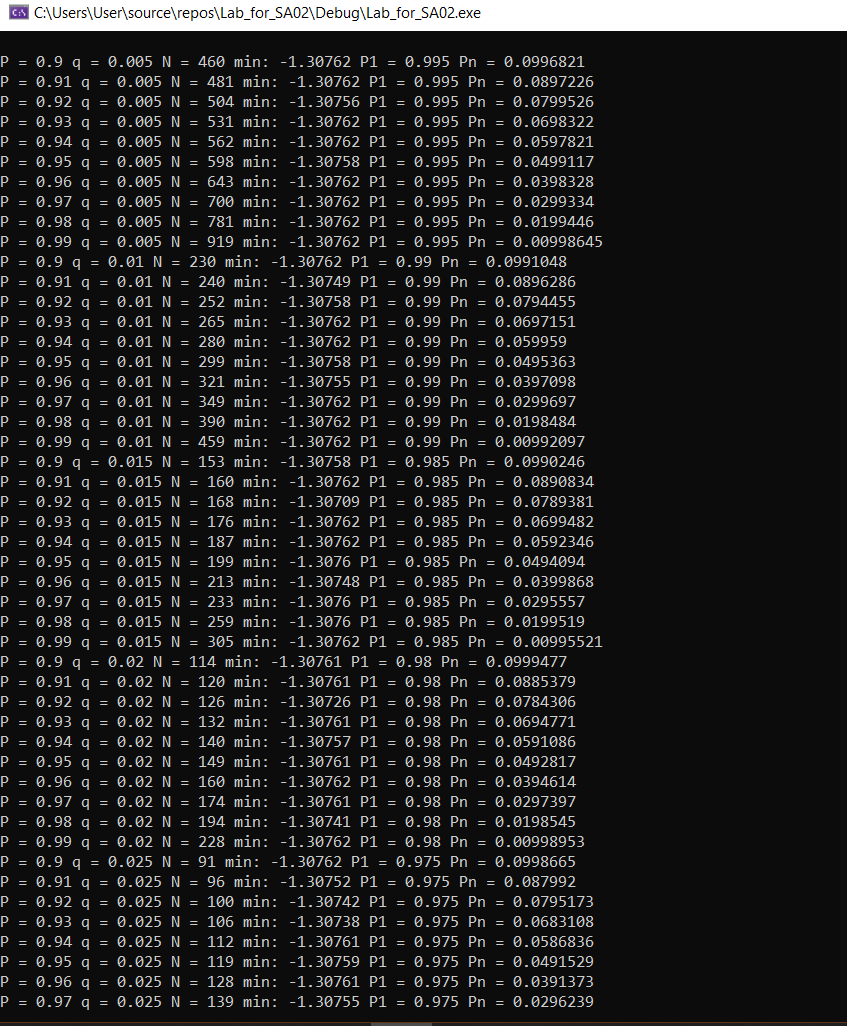 C:\Users\User\source\repos\Lab_for_SA02\Debug\Lab_for_SA02.exe
P = 0.9 q = 0.005 N = 460 min: -1.30762 P1 = 0.995 Pn = 0.0996821
P = 0.91 q = 0.005 N = 481 min: -1.30762 P1 = 0.995 Pn = 0.0897226
P = 0.92 q = 0.005 N = 504 min: -1.30756 P1 = 0.995 Pn = 0.0799526
P = 0.93 q = 0.005 N = 531 min: -1.30762 P1 = 0.995 Pn = 0.0698322
P = 0.94 q = 0.005 N = 562 min: -1.30762 P1 = 0.995 Pn = 0.0597821
P = 0.95 q = 0.005 N = 598 min: -1.30758 P1 = 0.995 Pn = 0.0499117
P = 0.96 q = 0.005 N = 643 min: -1.30762 P1 = 0.995 Pn = 0.0398328
P = 0.97 q = 0.005 N = 700 min: -1.30762 P1 = 0.995 Pn = 0.0299334
P = 0.98 q = 0.005 N = 781 min: -1.30762 P1 = 0.995 Pn = 0.0199446
P = 0.99 q = 0.005 N = 919 min: -1.30762 P1 = 0.995 Pn = 0.00998645
P = 0.9 q = 0.01 N = 230 min: -1.30762 P1 = 0.99 Pn = 0.0991048
P = 0.91 q = 0.01 N = 240 min: -1.30749 P1 = 0.99 Pn = 0.0896286
P = 0.92 q = 0.01 N = 252 min: -1.30758 P1 = 0.99 Pn = 0.0794455
P = 0.93 q = 0.01 N = 265 min: -1.30762 P1 = 0.99 Pn = 0.0697151
P = 0.94 q = 0.01 N = 280 min: -1.30762 P1 = 0.99 Pn = 0.059959
P = 0.95 q = 0.01 N = 299 min: -1.30758 P1 = 0.99 Pn = 0.0495363
P = 0.96 q = 0.01 N = 321 min: -1.30755 P1 = 0.99 Pn = 0.0397098
P = 0.97 q = 0.01 N = 349 min: -1.30762 P1 = 0.99 Pn = 0.0299697
P = 0.98 q = 0.01 N = 390 min: -1.30762 P1 = 0.99 Pn = 0.0198484
P = 0.99 q = 0.01 N = 459 min: -1.30762 P1 = 0.99 Pn = 0.00992097
P = 0.9 q = 0.015 N = 153 min: -1.30758 P1 = 0.985 Pn = 0.0990246
P = 0.91 q = 0.015 N = 160 min: -1.30762 P1 = 0.985 Pn = 0.0890834
P = 0.92 q = 0.015 N = 168 min: -1.30709 P1 = 0.985 Pn = 0.0789381
P = 0.93 q = 0.015 N = 176 min: -1.30762 P1 = 0.985 Pn = 0.0699482
P = 0.94 q = 0.015 N = 187 min: -1.30762 P1 = 0.985 Pn = 0.0592346
P = 0.95 q = 0.015 N = 199 min: -1.3076 P1 = 0.985 Pn = 0.0494094
P = 0.96 q = 0.015 N = 213 min: -1.30748 P1 = 0.985 Pn = 0.0399868
P = 0.97 q = 0.015 N = 233 min: -1.3076 P1 = 0.985 Pn = 0.0295557
P = 0.98 q = 0.015 N = 259 min: -1.3076 P1 = 0.985 Pn = 0.0199519
P = 0.99 q = 0.015 N = 305 min: -1.30762 P1 = 0.985 Pn = 0.00995521
P = 0.9 q = 0.02 N = 114 min: -1.30761 P1 = 0.98 Pn = 0.0999477
P = 0.91 q = 0.02 N = 120 min: -1.30761 P1 = 0.98 Pn = 0.0885379
P = 0.92 q = 0.02 N = 126 min: -1.30726 P1 = 0.98 Pn = 0.0784306
P = 0.93 q = 0.02 N = 132 min: -1.30761 P1 = 0.98 Pn = 0.0694771
P = 0.94 q = 0.02 N = 140 min: -1.30757 P1 = 0.98 Pn = 0.0591086
P = 0.95 q = 0.02 N = 149 min: -1.30761 P1 = 0.98 Pn = 0.0492817
P = 0.96 q = 0.02 N = 160 min: -1.30762 P1 = 0.98 Pn = 0.0394614
P = 0.97 q = 0.02 N = 174 min: -1.30761 P1 = 0.98 Pn = 0.0297397
P = 0.98 q = 0.02 N = 194 min: -1.30741 P1 = 0.98 Pn = 0.0198545
P = 0.99 q = 0.02 N = 228 min: -1.30762 P1 = 0.98 Pn = 0.00998953
P = 0.9 q = 0.025 N = 91 min: -1.30762 P1 = 0.975 Pn = 0.0998665
P = 0.91 q = 0.025 N = 96 min: -1.30752 P1 = 0.975 Pn = 0.087992
P = 0.92 q = 0.025 N = 100 min: -1.30742 P1 = 0.975 Pn = 0.0795173
P = 0.93 q = 0.025 N = 106 min: -1.30738 P1 = 0.975 Pn = 0.0683108
P = 0.94 q = 0.025 N = 112 min: -1.30761 P1 = 0.975 Pn = 0.0586836
P = 0.95 q = 0.025 N = 119 min: -1.30759 P1 = 0.975 Pn = 0.0491529
P = 0.96 q = 0.025 N = 128 min: -1.30761 P1 = 0.975 Pn = 0.0391373
P = 0.97 q = 0.025 N = 139 min: -1.30755 P1 = 0.975 Pn = 0.0296239